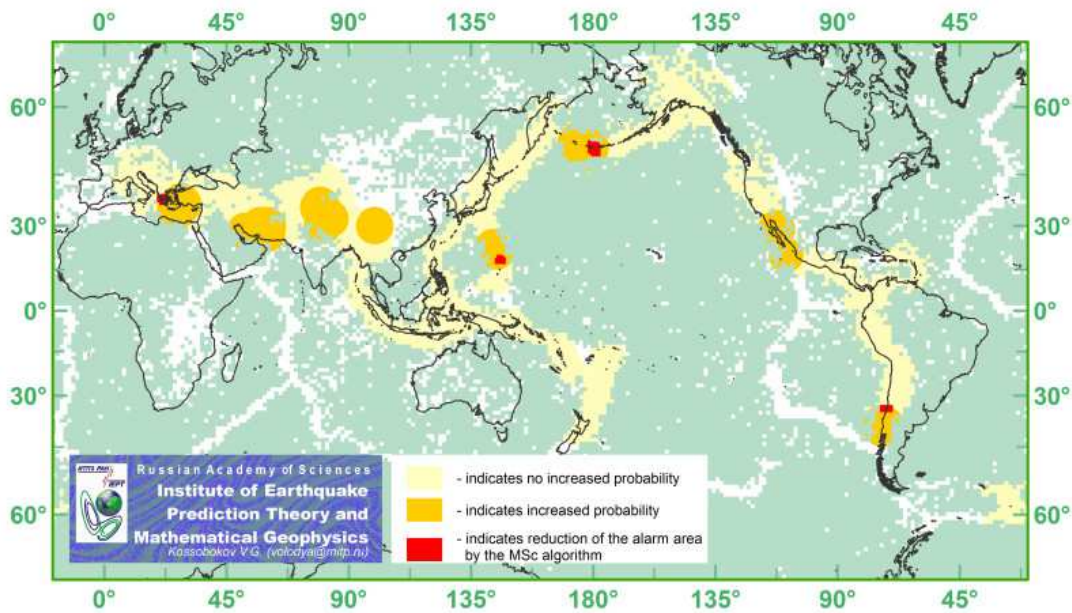 0° 45° 90° 135° 180° 135° 90° 45°
60° 60°
30° 30°
0° 0°
30° 30°
60° 60°
Russian Academy of Sciences
Institute of Earthquake
Prediction Theory and
Mathematical Geophysics
Kossobokov V.G. (volodya@mitp.ru)
- indicates no increased probability
- indicates increased probability
- indicates reduction of the alarm area
by the MSc algorithm
0° 45° 90° 135° 180° 135° 90° 45°